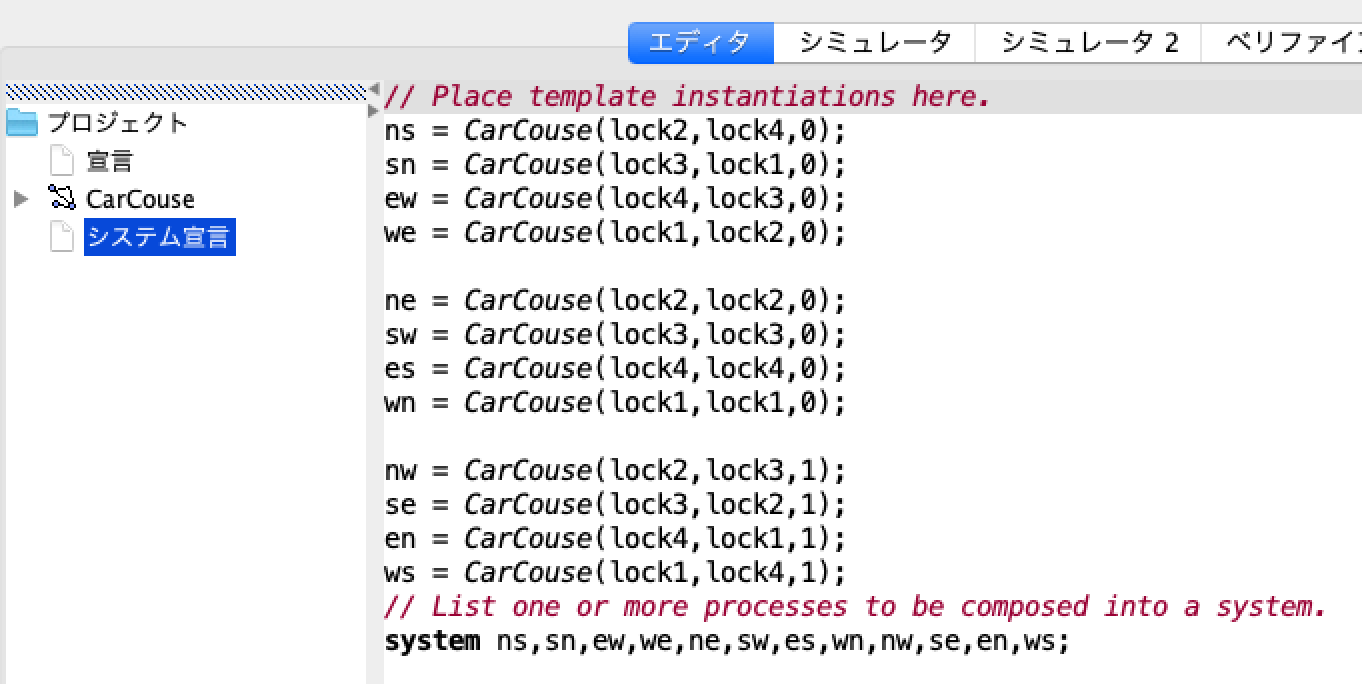 エディタ シミュレータ シミュレータ 2
プロジェクト
宣言
CarCouse
システム宣言
// Place template instantiations here.
ns = CarCouse(lock2,lock4,0);
sn = CarCouse(lock3,lock1,0);
ew = CarCouse(lock4,lock3,0);
we = CarCouse(lock1,lock2,0);
ne = CarCouse(lock2,lock2,0);
sw = CarCouse(lock3,lock3,0);
es = CarCouse(lock4,lock4,0);
wn = CarCouse(lock1,lock1,0);
nw = CarCouse(lock2,lock3,1);
se = CarCouse(lock3,lock2,1);
en = CarCouse(lock4,lock1,1);
ws = CarCouse(lock1,lock4,1);
// List one or more processes to be composed into a system.
system ns,sn,ew,we,ne,sw,es,wn,nw,se,en,ws;